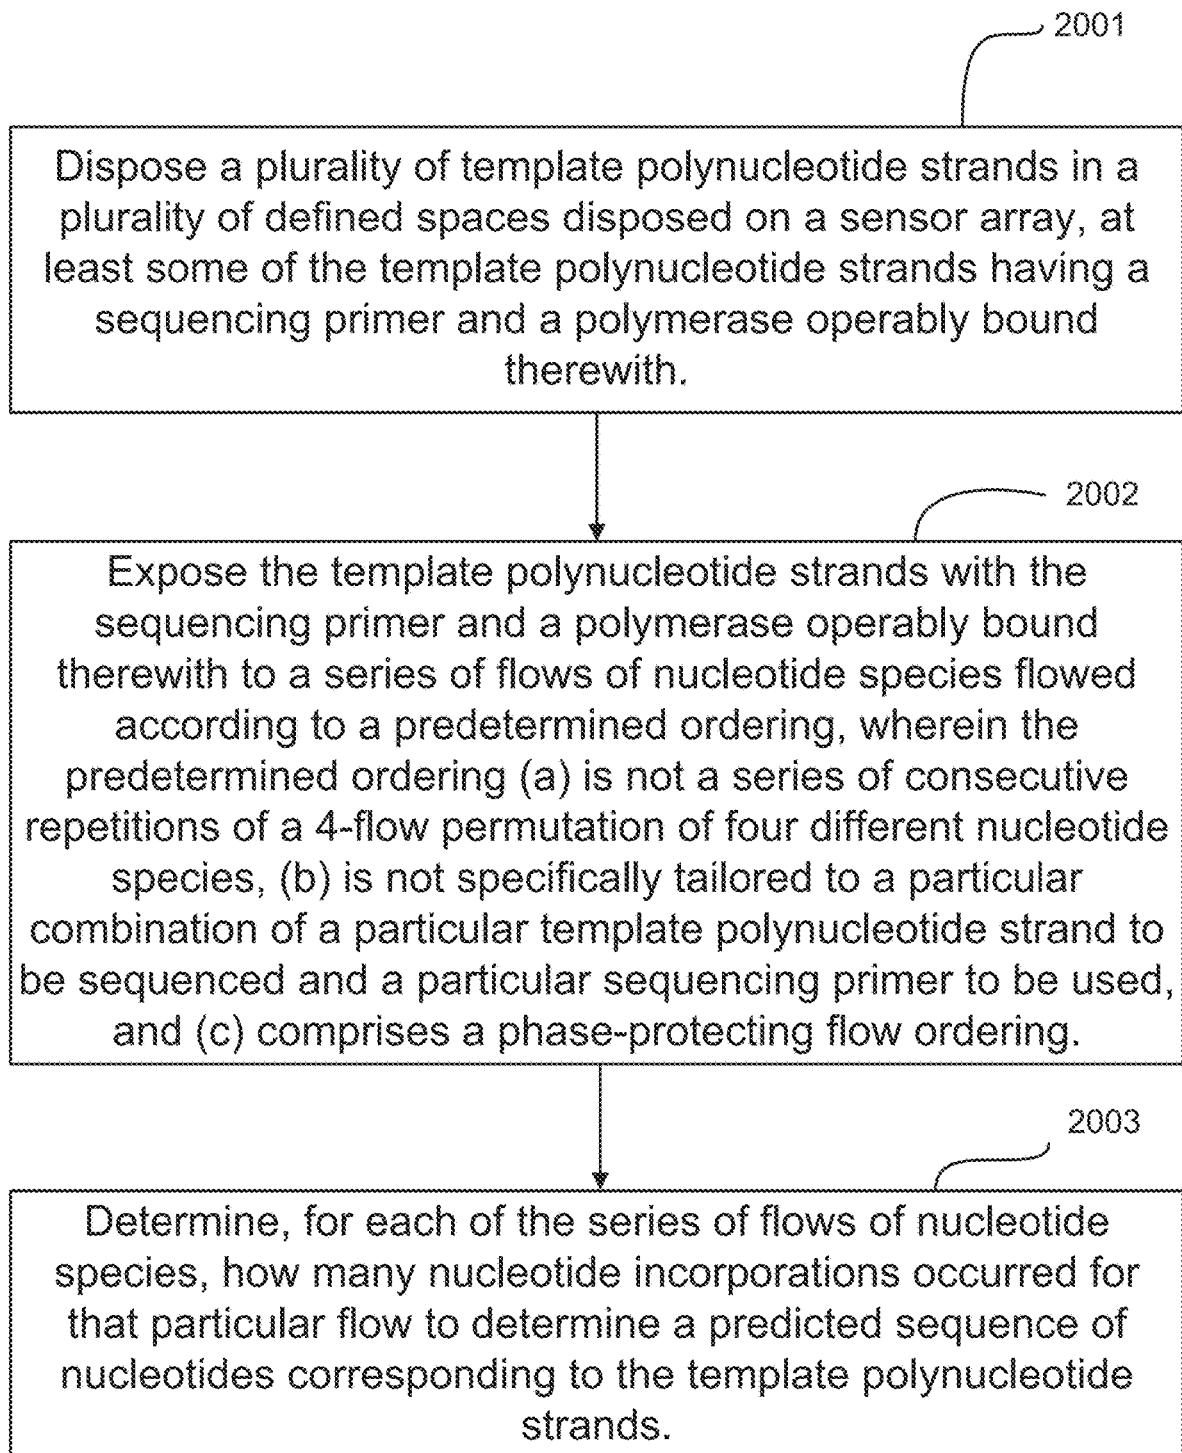 2001
Dispose a plurality of template polynucleotide strands in a
plurality of defined spaces disposed on a sensor array, at
least some of the template polynucleotide strands having a
sequencing primer and a polymerase operably bound
therewith.
2002
Expose the template polynucleotide strands with the
sequencing primer and a polymerase operably bound
therewith to a series of flows of nucleotide species flowed
according to a predetermined ordering, wherein the
predetermined ordering (a) is not a series of consecutive
repetitions of a 4-flow permutation of four different nucleotide
species, (b) is not specifically tailored to a particular
combination of a particular template polynucleotide strand to
be sequenced and a particular sequencing primer to be used,
and (c) comprises a phase-protecting flow ordering.
2003
Determine, for each of the series of flows of nucleotide
species, how many nucleotide incorporations occurred for
that particular flow to determine a predicted sequence of
nucleotides corresponding to the template polynucleotide
strands.